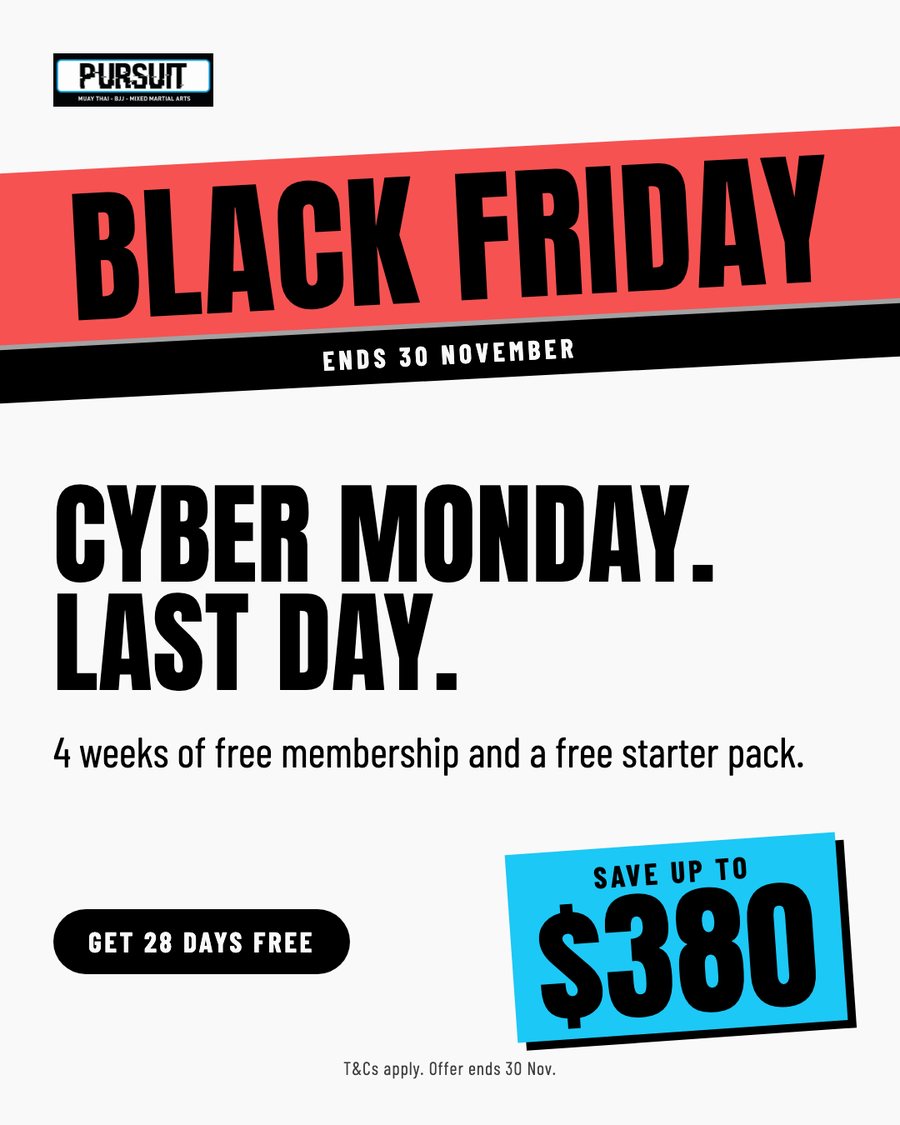 PURSUIT
MUAY THAI - BJJ - MIXED MARTIAL ARTS
BLACK FRIDAY
ENDS 30 NOVEMBER
CYBER MONDAY.
LAST DAY.
4 weeks of free membership and a free starter pack.
SAVE UP TO
$380
GET 28 DAYS FREE
T&Cs apply. Offer ends 30 Nov.